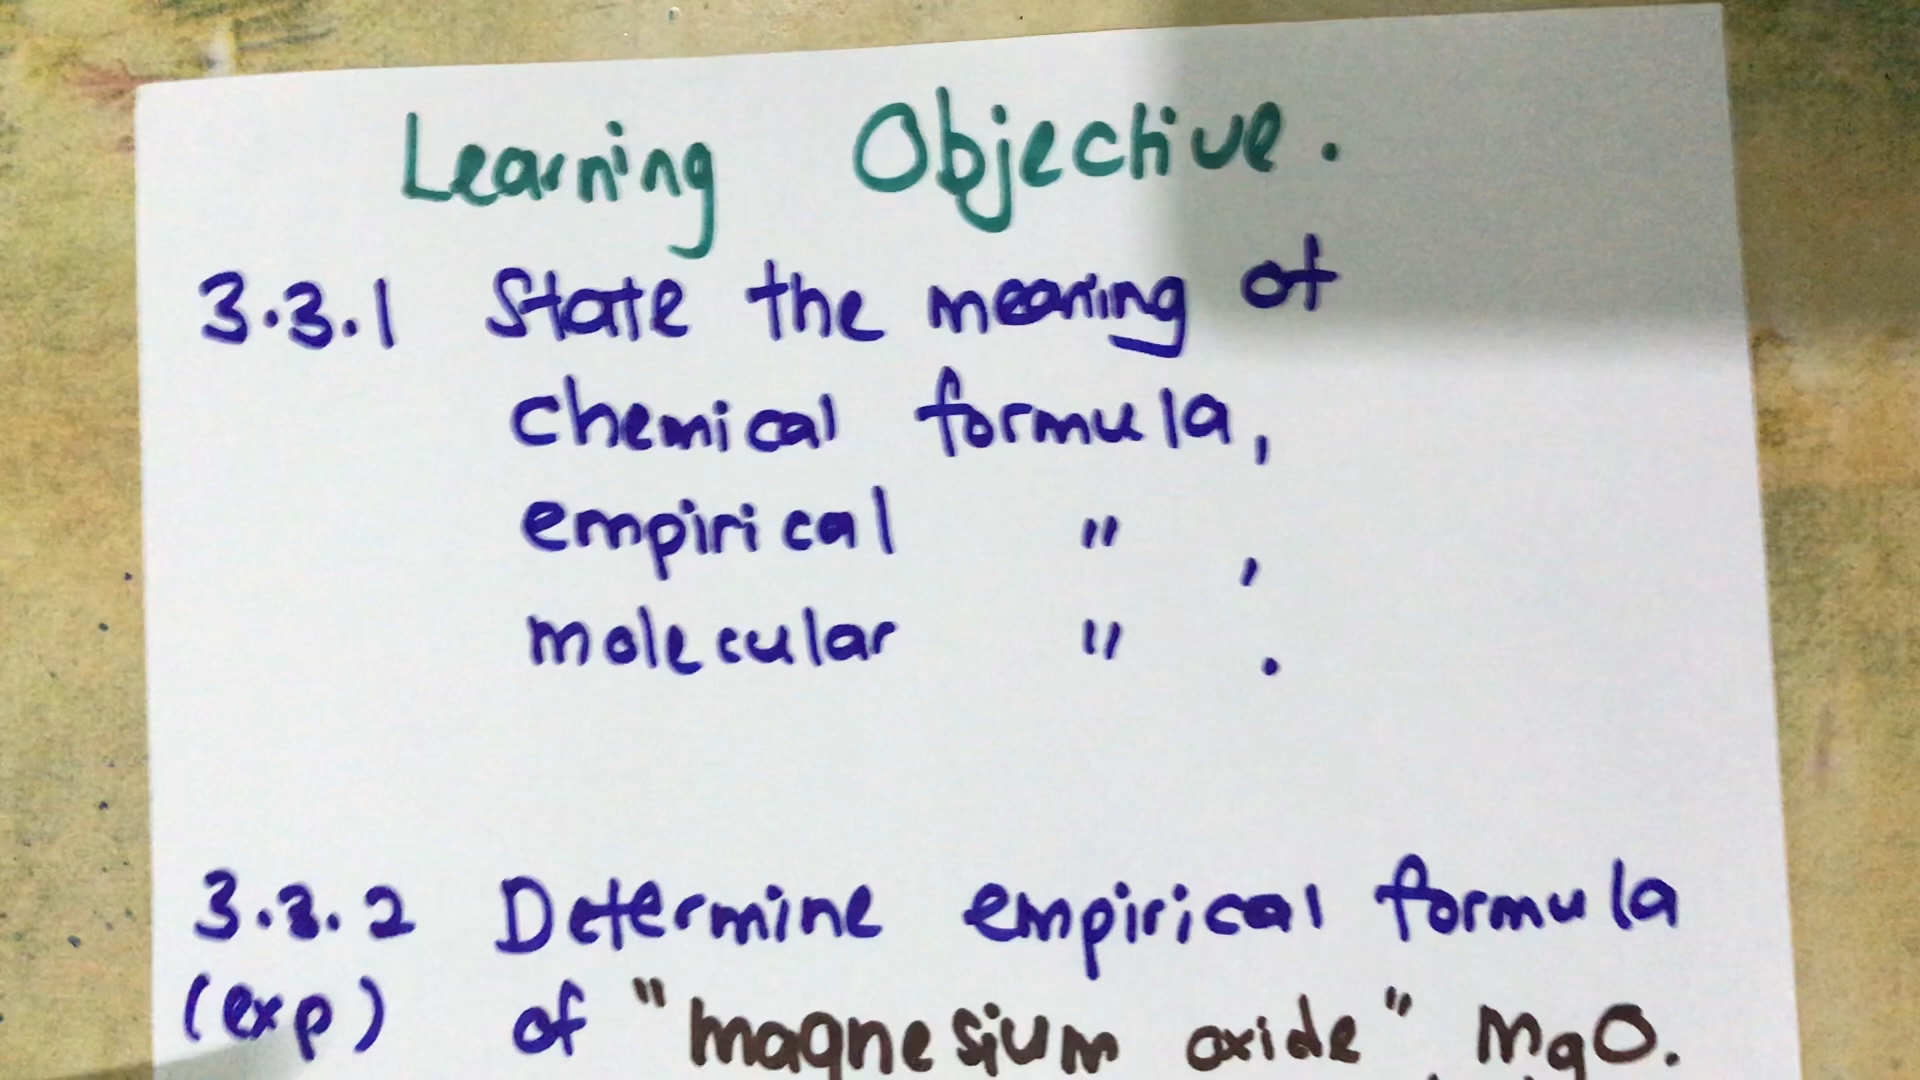 Learning Objective.
3.3.1 State the meaning of
chemical formula,
empirical " ,
molecular " .
3.3.2 Determine empirical formula
(exp) of "magnesium oxide", MgO.